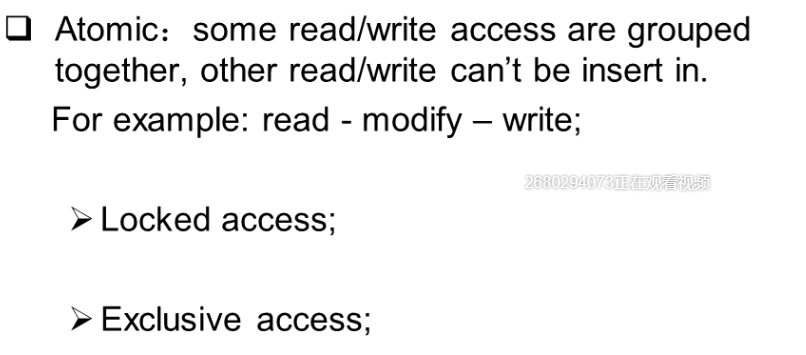 Atomic：some read/write access are grouped
together, other read/write can't be insert in.
For example: read - modify – write;
2680294073正在观看视频
Locked access;
Exclusive access;